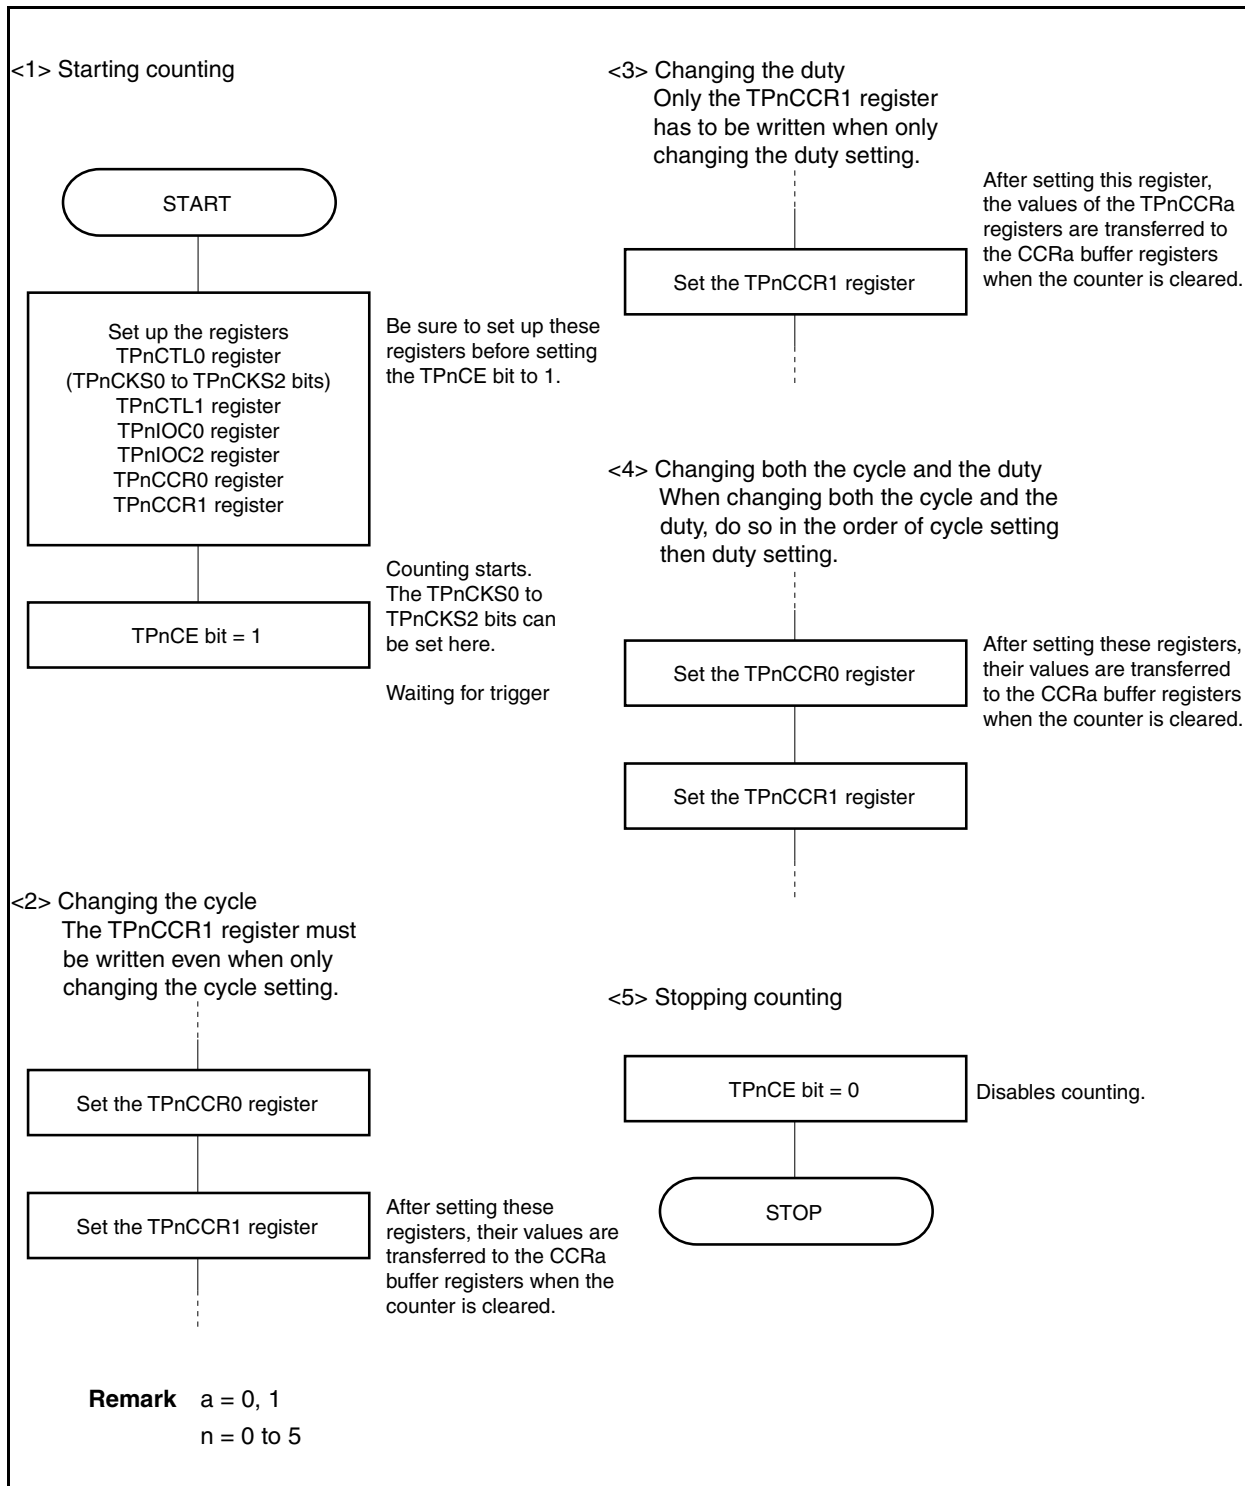 <1> Starting counting
START
Set up the registers
TPnCTL0 register
(TPnCKS0 to TPnCKS2 bits)
TPnCTL1 register
TPnIOC0 register
TPnIOC2 register
TPnCCR0 register
TPnCCR1 register
Be sure to set up these
registers before setting
the TPnCE bit to 1.
TPnCE bit = 1
Counting starts.
The TPnCKS0 to
TPnCKS2 bits can
be set here.
Waiting for trigger
<2> Changing the cycle
The TPnCCR1 register must
be written even when only
changing the cycle setting.
Set the TPnCCR0 register
Set the TPnCCR1 register
After setting these
registers, their values are
transferred to the CCRa
buffer registers when the
counter is cleared.
<3> Changing the duty
Only the TPnCCR1 register
has to be written when only
changing the duty setting.
Set the TPnCCR1 register
After setting this register,
the values of the TPnCCRa
registers are transferred to
the CCRa buffer registers
when the counter is cleared.
<4> Changing both the cycle and the duty
When changing both the cycle and the
duty, do so in the order of cycle setting
then duty setting.
Set the TPnCCR0 register
After setting these registers,
their values are transferred
to the CCRa buffer registers
when the counter is cleared.
Set the TPnCCR1 register
<5> Stopping counting
TPnCE bit = 0
Disables counting.
STOP
Remark a = 0, 1
n = 0 to 5